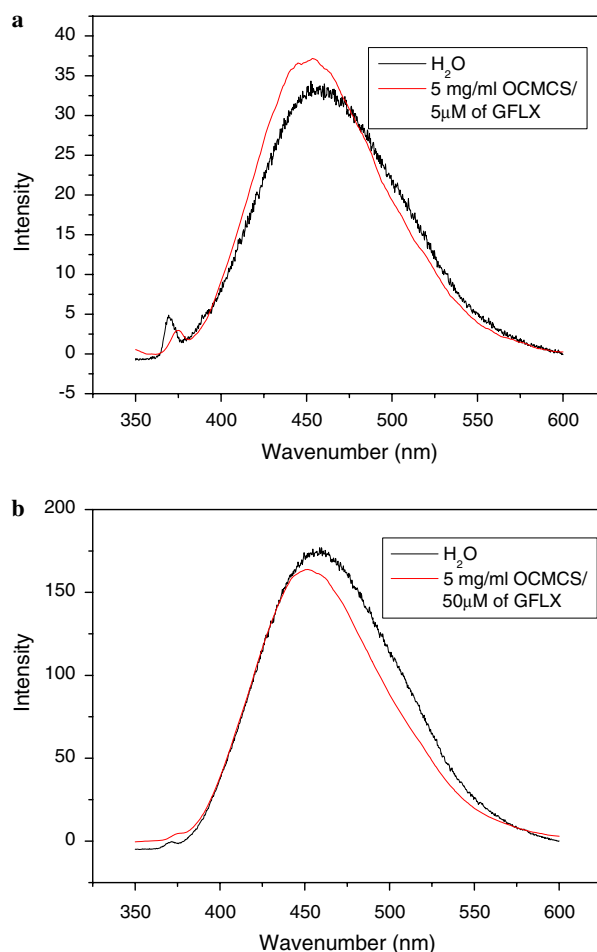 a
40
35
30
25
20
15
10
5
0
-5
Intensity
H₂O
5 mg/ml OCMCS/
5μM of GFLX
350 400 450 500 550 600
Wavenumber (nm)
b
200
150
100
50
0
Intensity
H₂O
5 mg/ml OCMCS/
50μM of GFLX
350 400 450 500 550 600
Wavenumber (nm)